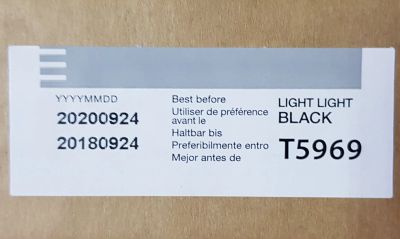 YYYYMMDD
20200924
20180924
Best before
Utiliser de préférence
avant le
Haltbar bis
Preferibilmente entro
Mejor antes de
LIGHT LIGHT
BLACK
T5969